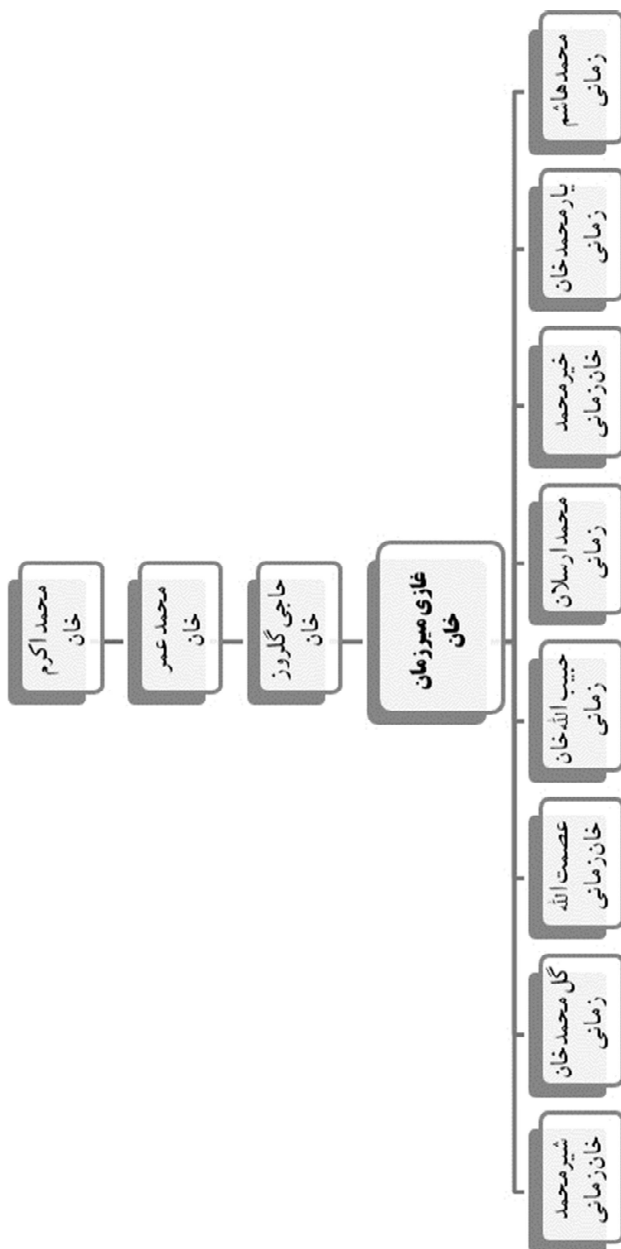 محمد اکرم
خان
محمد عمر
خان
حاجی گلروز
خان
غازی میرزمان
خان
محمد هاشم
زمانی
یار محمد خان
زمانی
خیر محمد
خان زمانی
محمد ارسلان
زمانی
حبیب الله خان
زمانی
عصمت الله
خان زمانی
گل محمد خان
زمانی
شیر محمد
خان زمانی